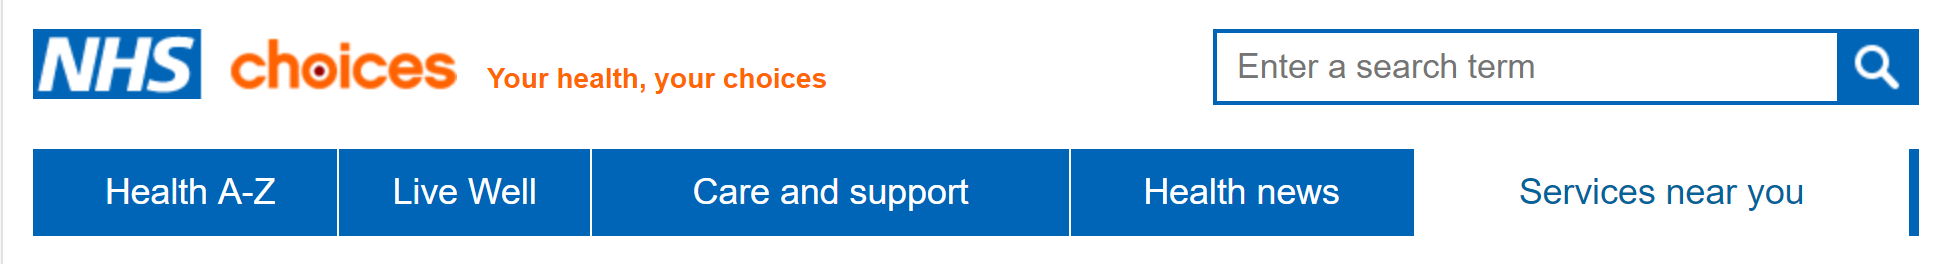 NHS choices Your health, your choices
Enter a search term
Health A-Z
Live Well
Care and support
Health news
Services near you